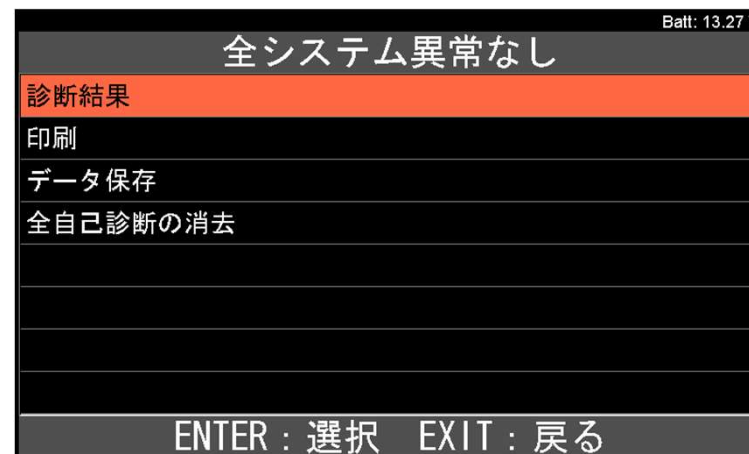 Batt: 13.27
全システム異常なし
診断結果
印刷
データ保存
全自己診断の消去
ENTER：選択　EXIT：戻る